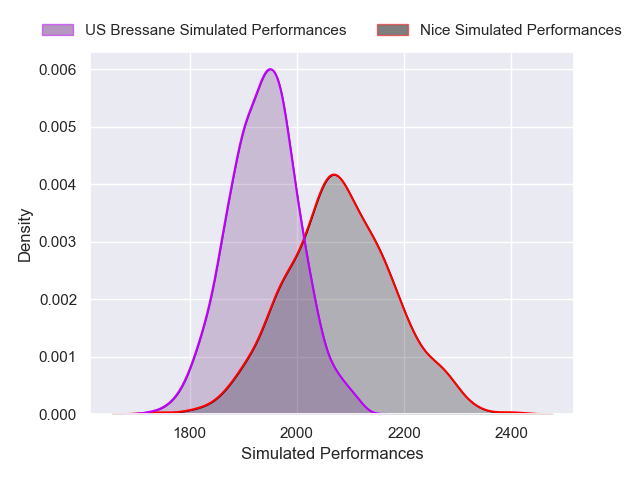 US Bressane Simulated Performances
Nice Simulated Performances
0.006
0.005
0.004
0.003
0.002
0.001
0.000
Density
1800
2000
2200
2400
Simulated Performances